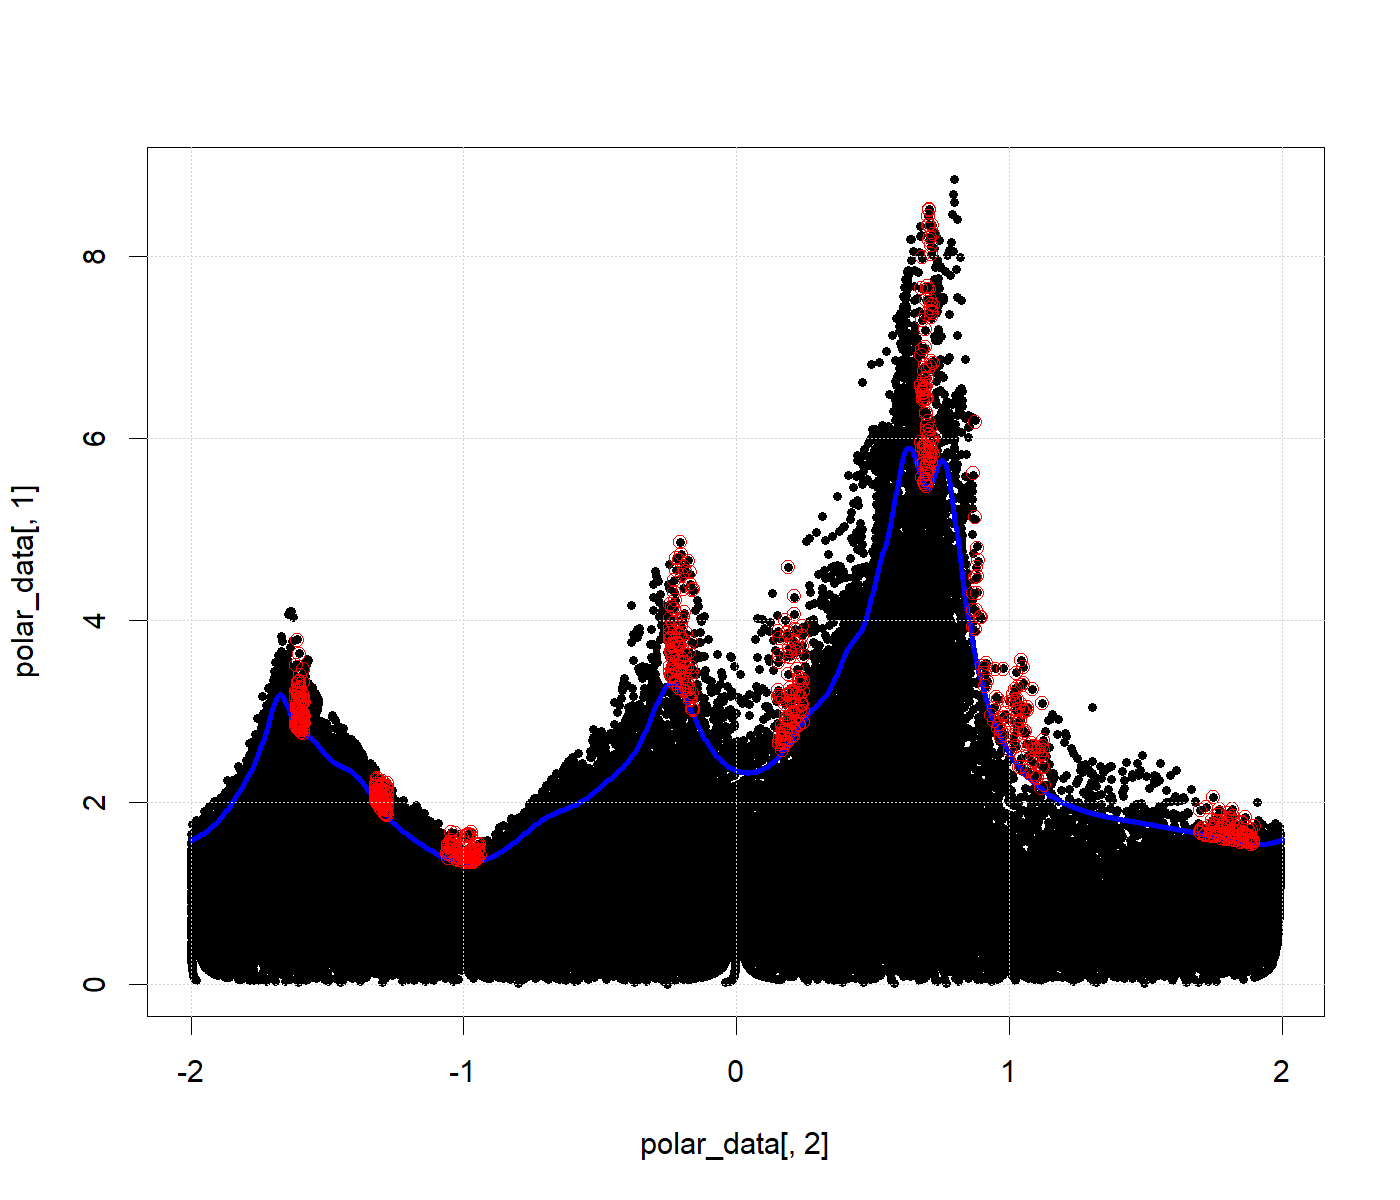 8
6
4
2
0
polar_data[, 1]
-2 -1 0 1 2
polar_data[, 2]